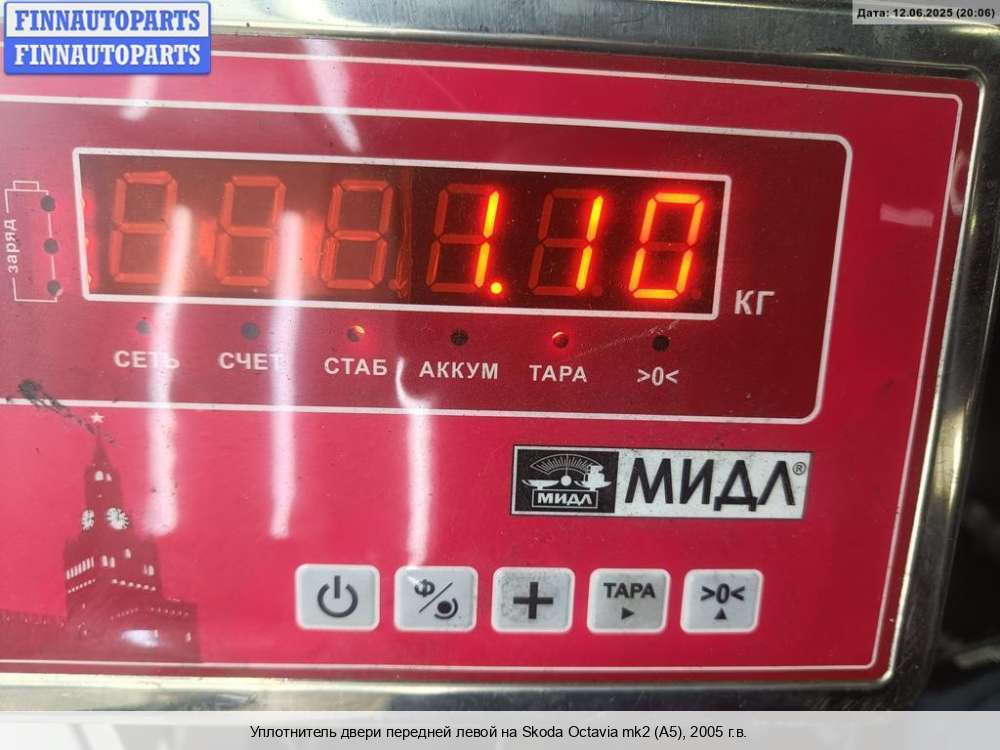 FINNAUTOPARTS
FINNAUTOPARTS
Дата: 12.06.2025 (20:06)
заряд
1.10
КГ
СЕТЬ СЧЕТ СТАБ АККУМ ТАРА >0<
МИДЛ МИДЛ®
Ф ТАРА >0<
Уплотнитель двери передней левой на Skoda Octavia mk2 (A5), 2005 г.в.